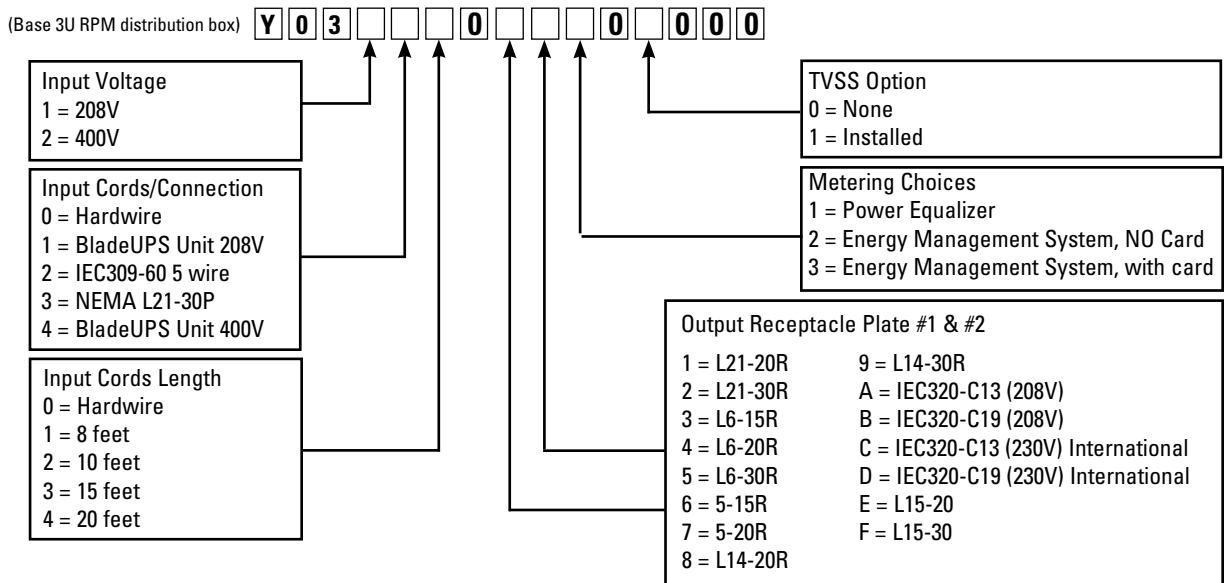 (Base 3U RPM distribution box) Y 0 3 0 0 0 0 0
Input Voltage
1 = 208V
2 = 400V
Input Cords/Connection
0 = Hardwire
1 = BladeUPS Unit 208V
2 = IEC309-60 5 wire
3 = NEMA L21-30P
4 = BladeUPS Unit 400V
Input Cords Length
0 = Hardwire
1 = 8 feet
2 = 10 feet
3 = 15 feet
4 = 20 feet
TVSS Option
0 = None
1 = Installed
Metering Choices
1 = Power Equalizer
2 = Energy Management System, NO Card
3 = Energy Management System, with card
Output Receptacle Plate #1 & #2
1 = L21-20R
2 = L21-30R
3 = L6-15R
4 = L6-20R
5 = L6-30R
6 = 5-15R
7 = 5-20R
8 = L14-20R
9 = L14-30R
A = IEC320-C13 (208V)
B = IEC320-C19 (208V)
C = IEC320-C13 (230V) International
D = IEC320-C19 (230V) International
E = L15-20
F = L15-30